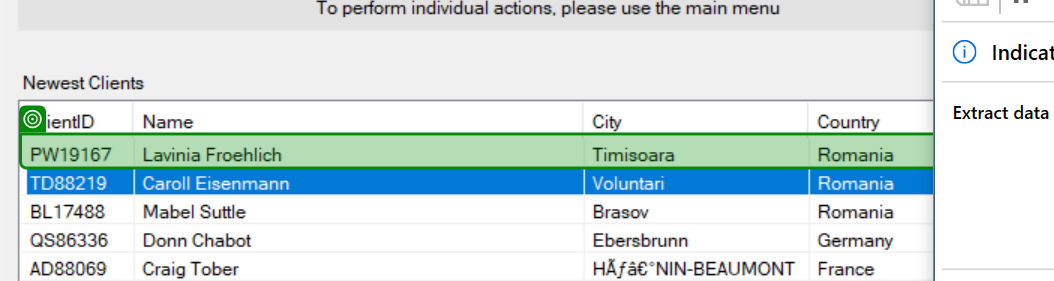 To perform individual actions, please use the main menu
Indicat
Newest Clients
Extract data
ientID Name City Country
PW19167 Lavinia Froehlich Timisoara Romania
TD88219 Caroll Eisenmann Voluntari Romania
BL17488 Mabel Suttle Brasov Romania
QS86336 Donn Chabot Ebersbrunn Germany
AD88069 Craig Tober HÃƒâ€°NIN-BEAUMONT France